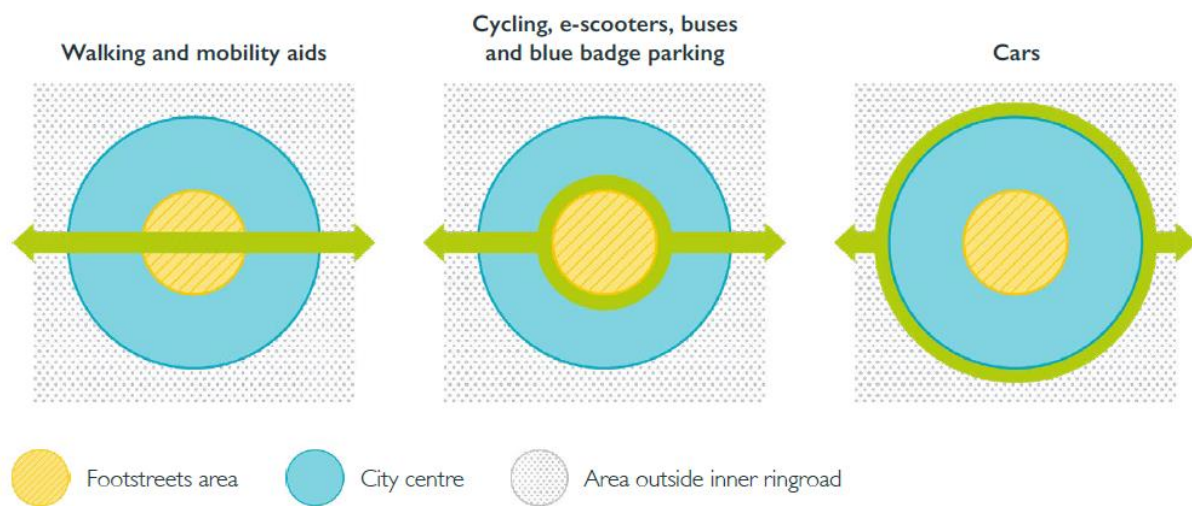 Walking and mobility aids
Cycling, e-scooters, buses
and blue badge parking
Cars
Footstreets area
City centre
Area outside inner ringroad